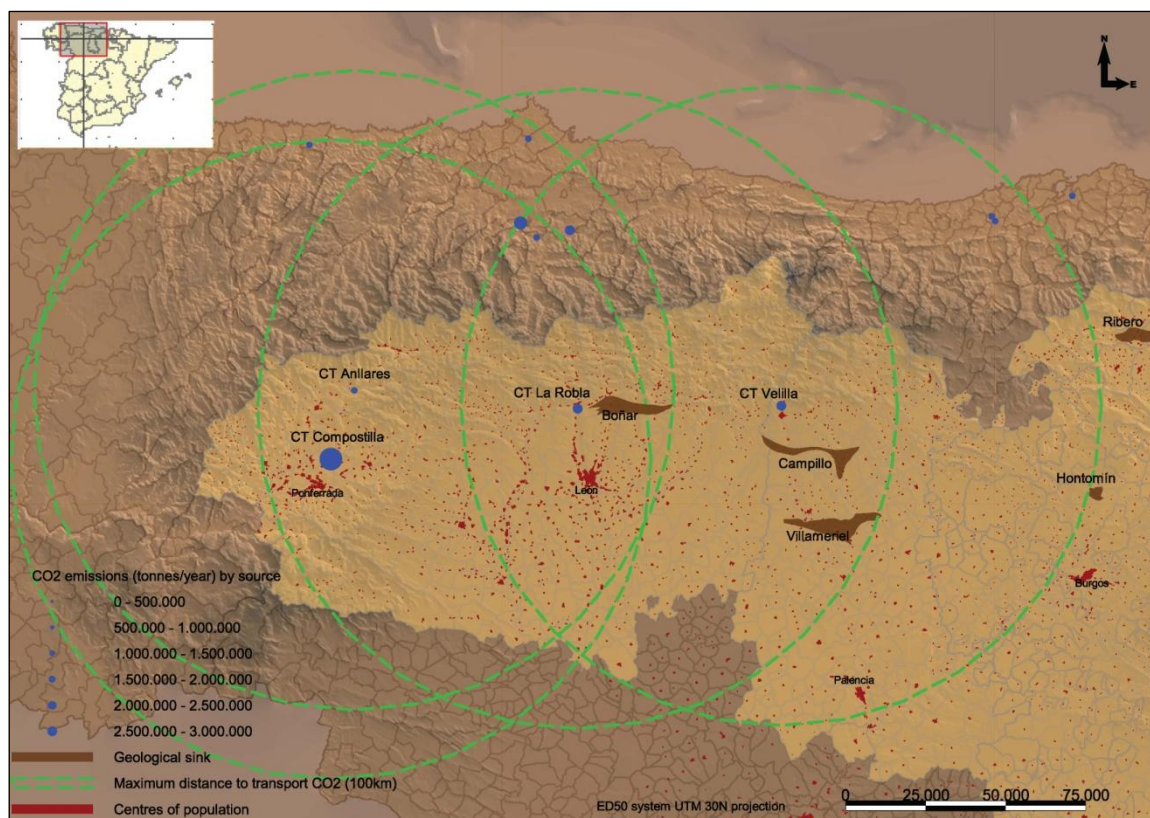 N
E
Ribero
CT Anllares
CT La Robla
CT Velilla
Boñar
CT Compostilla
Campillo
Hontomín
Ponferrada
León
Villameriel
Burgos
CO2 emissions (tonnes/year) by source
0 - 500.000
500.000 - 1.000.000
1.000.000 - 1.500.000
1.500.000 - 2.000.000
2.000.000 - 2.500.000
2.500.000 - 3.000.000
Palencia
Geological sink
Maximum distance to transport CO2 (100km)
Centres of population
ED50 system UTM 30N projection
0 25.000 50.000 75.000